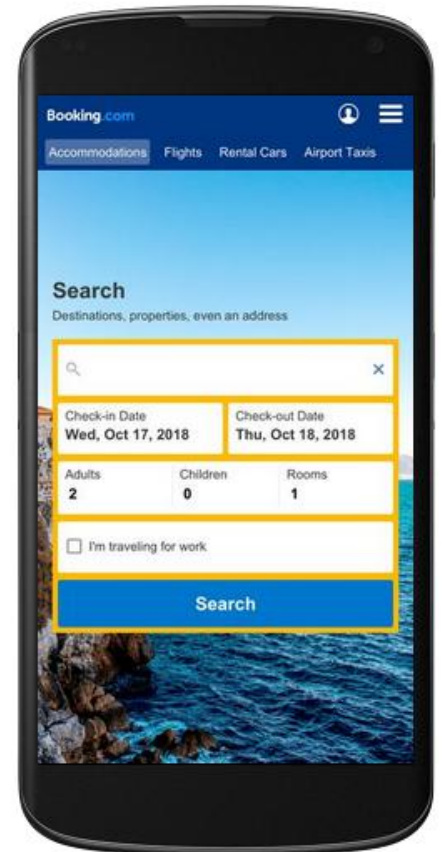 Booking.com
Accommodations Flights Rental Cars Airport Taxis
Search
Destinations, properties, even an address
Check-in Date Check-out Date
Wed, Oct 17, 2018 Thu, Oct 18, 2018
Adults Children Rooms
2 0 1
I'm traveling for work
Search